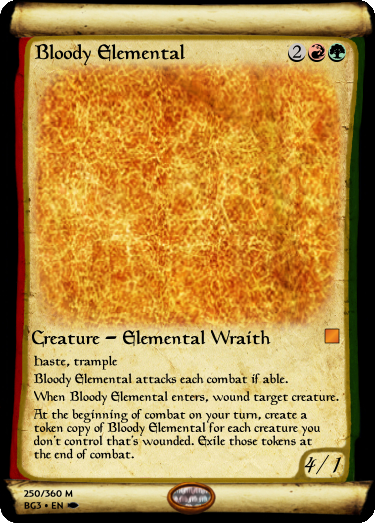 Bloody Elemental 2
Creature – Elemental Wraith
Haste, trample
Bloody Elemental attacks each combat if able.
When Bloody Elemental enters, wound target creature.
At the beginning of combat on your turn, create a
token copy of Bloody Elemental for each creature you
don't control that's wounded. Exile those tokens at
the end of combat.
4/1
250/360 M
BG3 • EN